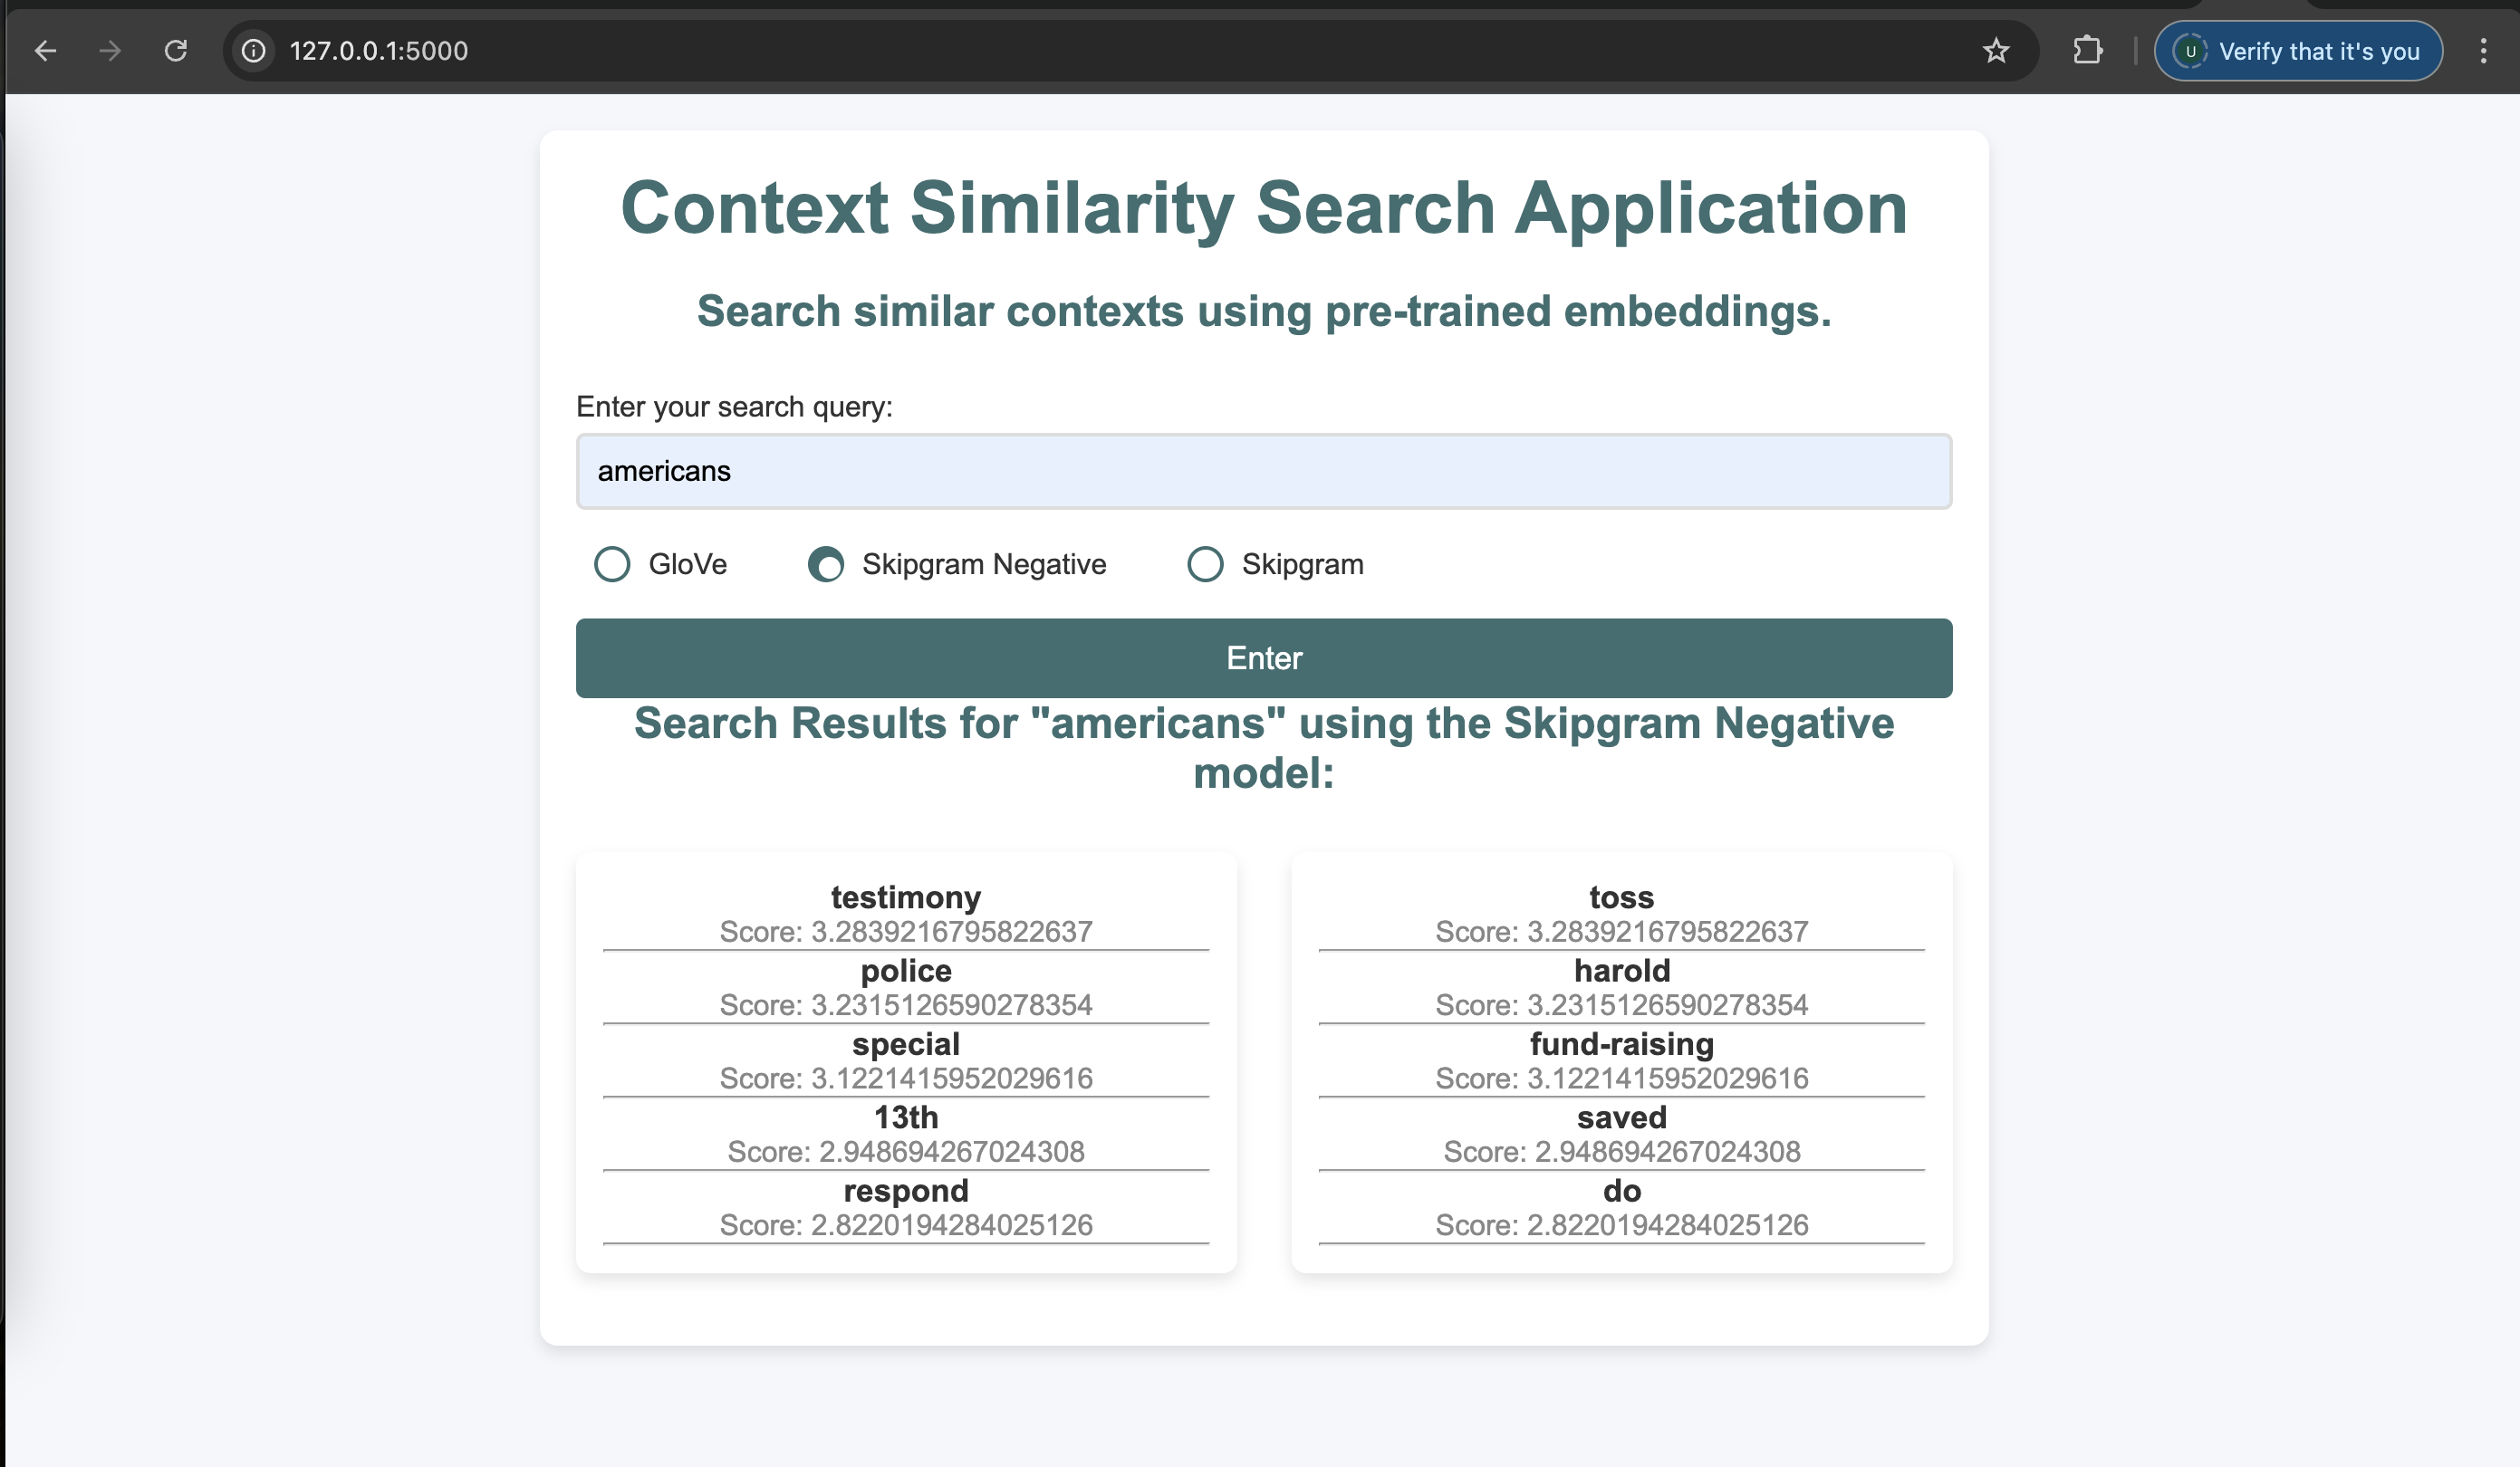 127.0.0.1:5000
U Verify that it's you
Context Similarity Search Application
Search similar contexts using pre-trained embeddings.
Enter your search query:
americans
GloVe Skipgram Negative Skipgram
Enter
Search Results for "americans" using the Skipgram Negative
model:
testimony
Score: 3.2839216795822637
police
Score: 3.2315126590278354
special
Score: 3.1221415952029616
13th
Score: 2.948694267024308
respond
Score: 2.8220194284025126
toss
Score: 3.2839216795822637
harold
Score: 3.2315126590278354
fund-raising
Score: 3.1221415952029616
saved
Score: 2.948694267024308
do
Score: 2.8220194284025126